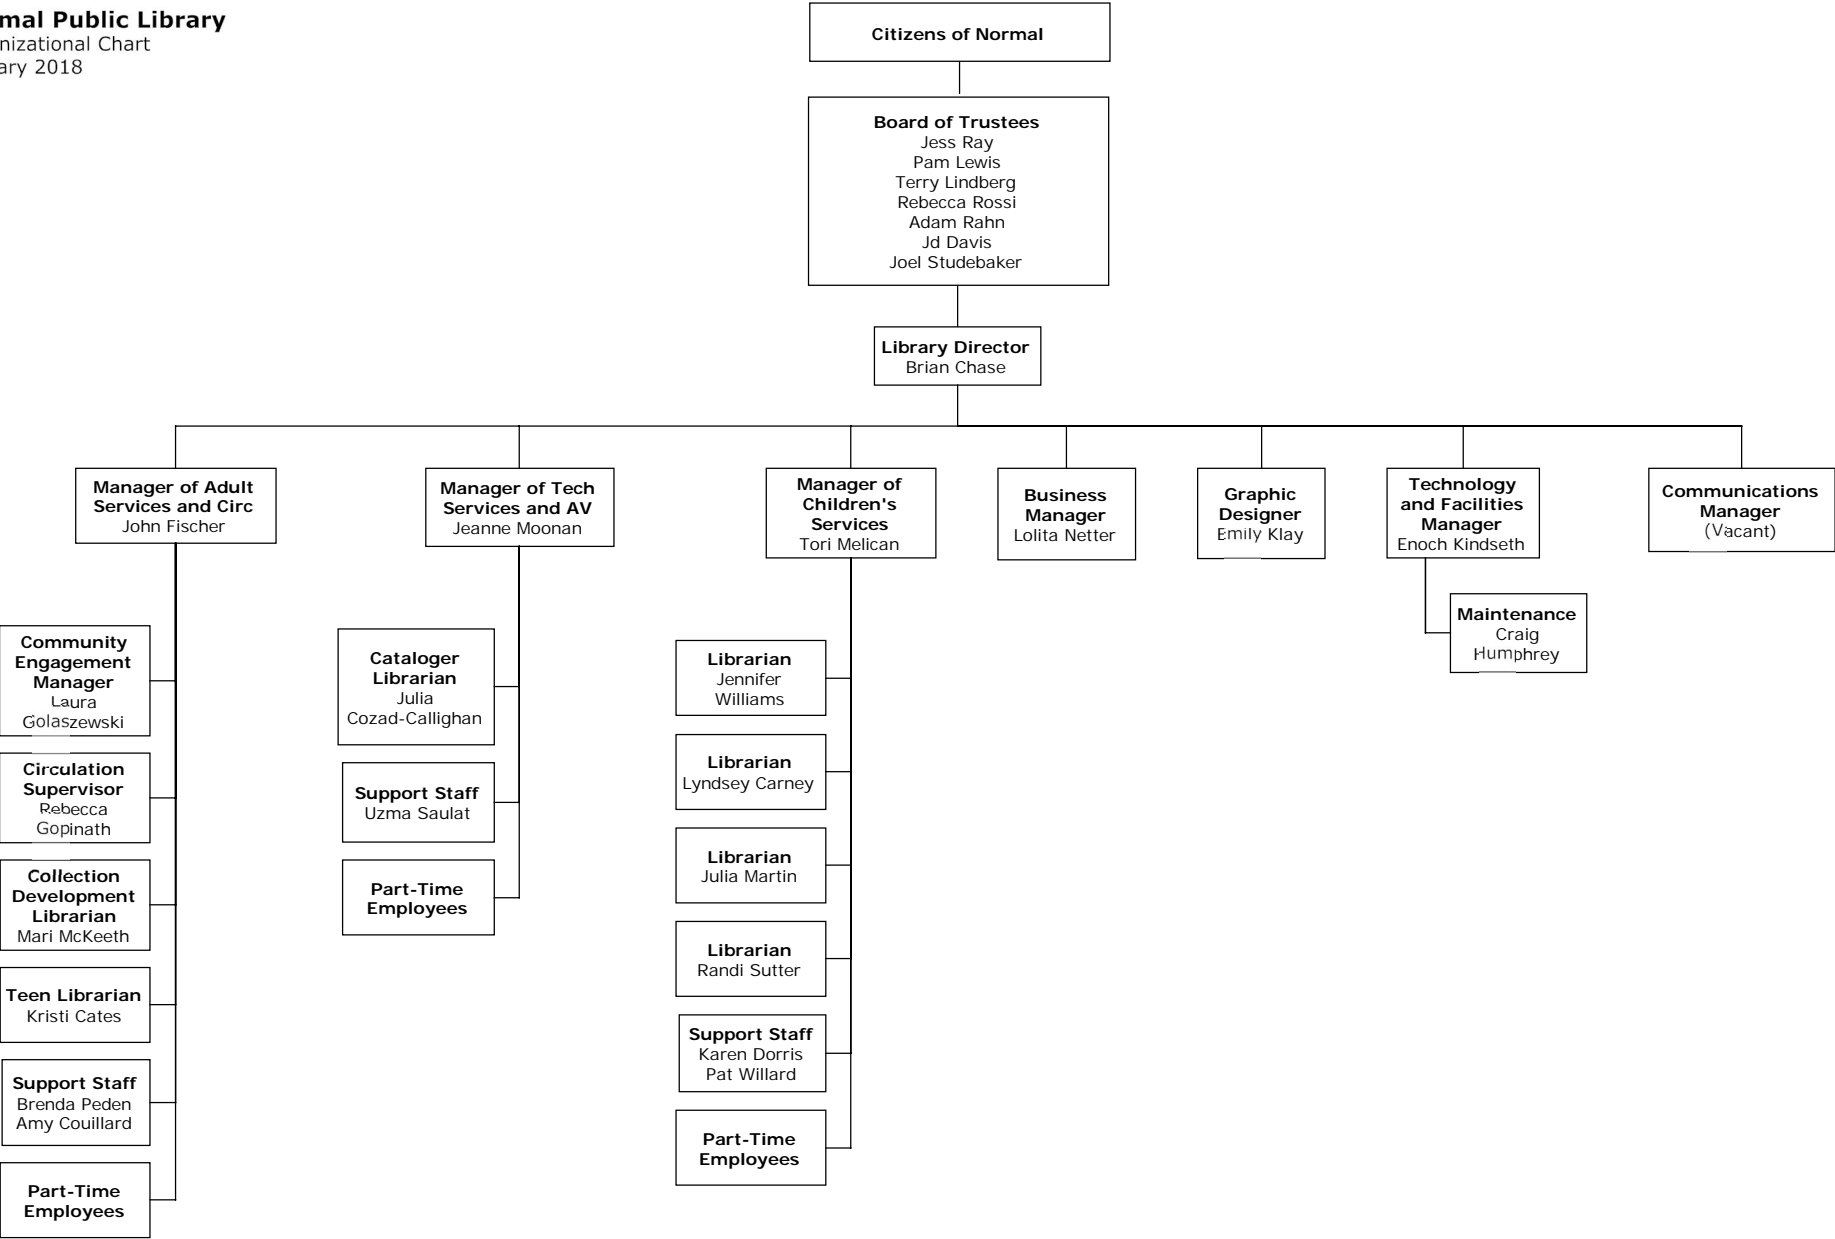 mal Public Library
nizational Chart
ary 2018
Citizens of Normal
Board of Trustees
Jess Ray
Pam Lewis
Terry Lindberg
Rebecca Rossi
Adam Rahn
Jd Davis
Joel Studebaker
Library Director
Brian Chase
Manager of Adult
Services and Circ
John Fischer
Manager of Tech
Services and AV
Jeanne Moonan
Manager of
Children's
Services
Tori Melican
Business
Manager
Lolita Netter
Graphic
Designer
Emily Klay
Technology
and Facilities
Manager
Enoch Kindseth
Communications
Manager
(Vacant)
Maintenance
Craig
Humphrey
Community
Engagement
Manager
Laura
Golaszewski
Circulation
Supervisor
Rebecca
Gopinath
Collection
Development
Librarian
Mari McKeeth
Teen Librarian
Kristi Cates
Support Staff
Brenda Peden
Amy Couillard
Part-Time
Employees
Cataloger
Librarian
Julia
Cozad-Callighan
Support Staff
Uzma Saulat
Part-Time
Employees
Librarian
Jennifer
Williams
Librarian
Lyndsey Carney
Librarian
Julia Martin
Librarian
Randi Sutter
Support Staff
Karen Dorris
Pat Willard
Part-Time
Employees